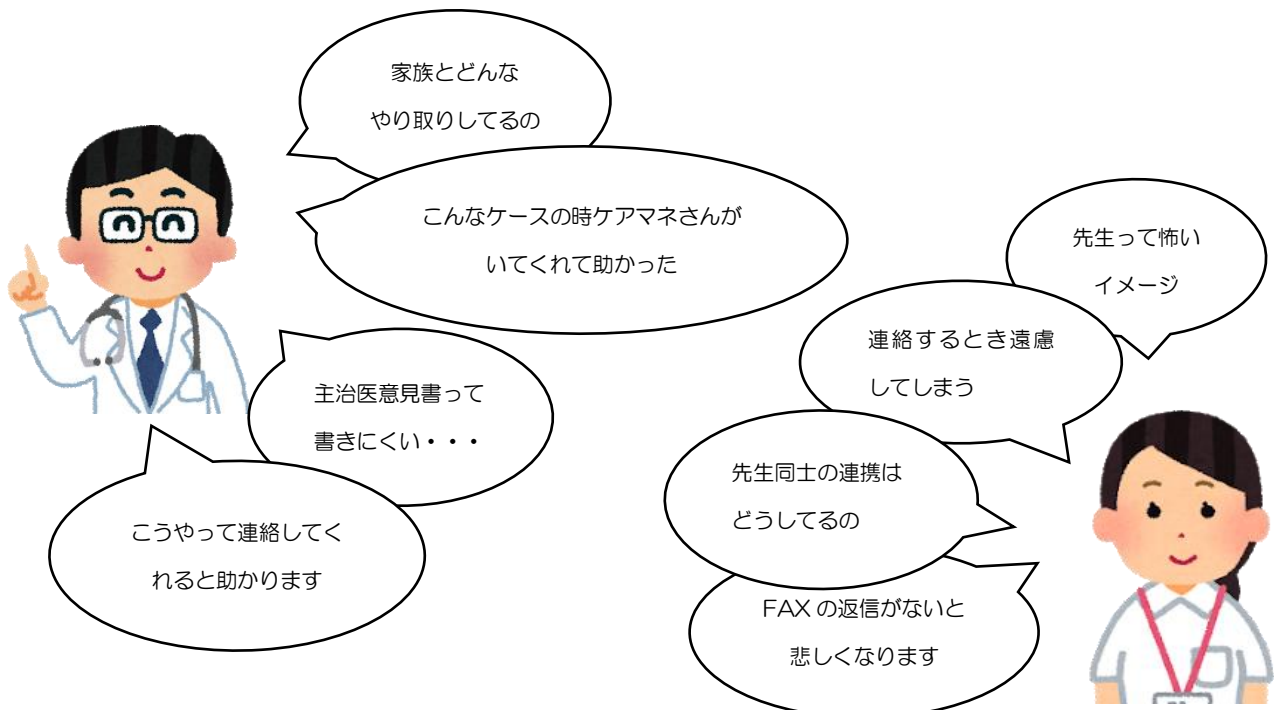 家族とどんな
やり取りしてるの
こんなケースの時ケアマネさんが
いてくれて助かった
主治医意見書って
書きにくい・・・
こうやって連絡してく
れると助かります
先生って怖い
イメージ
連絡するとき遠慮
してしまう
先生同士の連携は
どうしてるの
FAX の返信がないと
悲しくなります